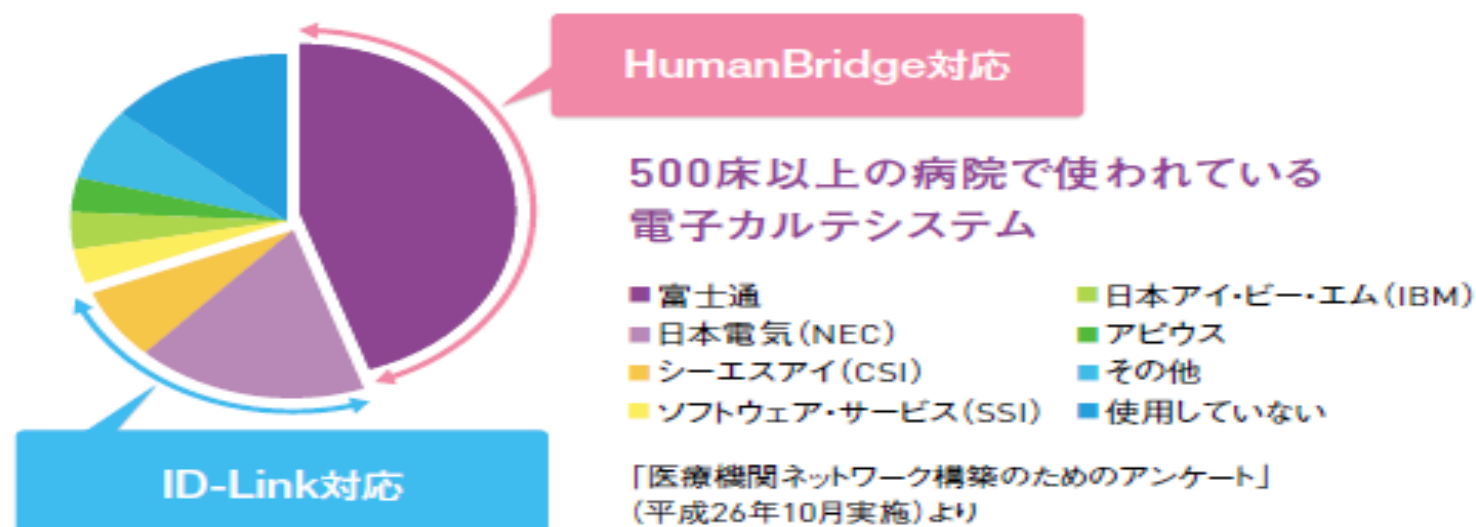 HumanBridge対応
500床以上の病院で使われている
電子カルテシステム
富士通
日本電気(NEC)
シーエスアイ(CSI)
ソフトウェア・サービス(SSI)
日本アイ・ビー・エム(IBM)
アピウス
その他
使用していない
ID-Link対応
「医療機関ネットワーク構築のためのアンケート」
(平成26年10月実施)より